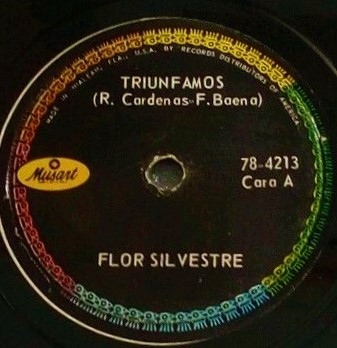 MADE IN HIALEAH, FLA., U.S.A. BY RECORDS DISTRIBUTORS OF AMERICA
TRIUNFAMOS
(R. Cardenas-F. Baena)
78-4213
Musart
Cara A
FLOR SILVESTRE